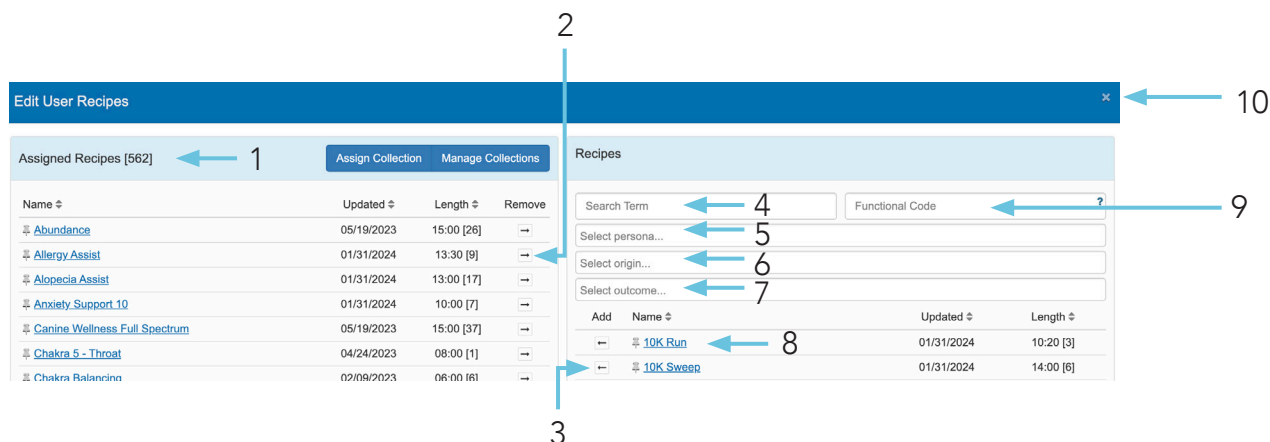 2
Edit User Recipes
×
10
Assigned Recipes [562]
1
Assign Collection
Manage Collections
Name Updated Length Remove
Abundance 05/19/2023 15:00 [26]
Allergy Assist 01/31/2024 13:30 [9]
Alopecia Assist 01/31/2024 13:00 [17]
Anxiety Support 10 01/31/2024 10:00 [7]
Canine Wellness Full Spectrum 05/19/2023 15:00 [37]
Chakra 5 - Throat 04/24/2023 08:00 [1]
Chakra Balancing 02/09/2023 06:00 [6]
Recipes
Search Term 4
Functional Code ? 9
Select persona... 5
Select origin... 6
Select outcome... 7
Add Name Updated Length
10K Run 8 01/31/2024 10:20 [3]
10K Sweep 01/31/2024 14:00 [6]
3